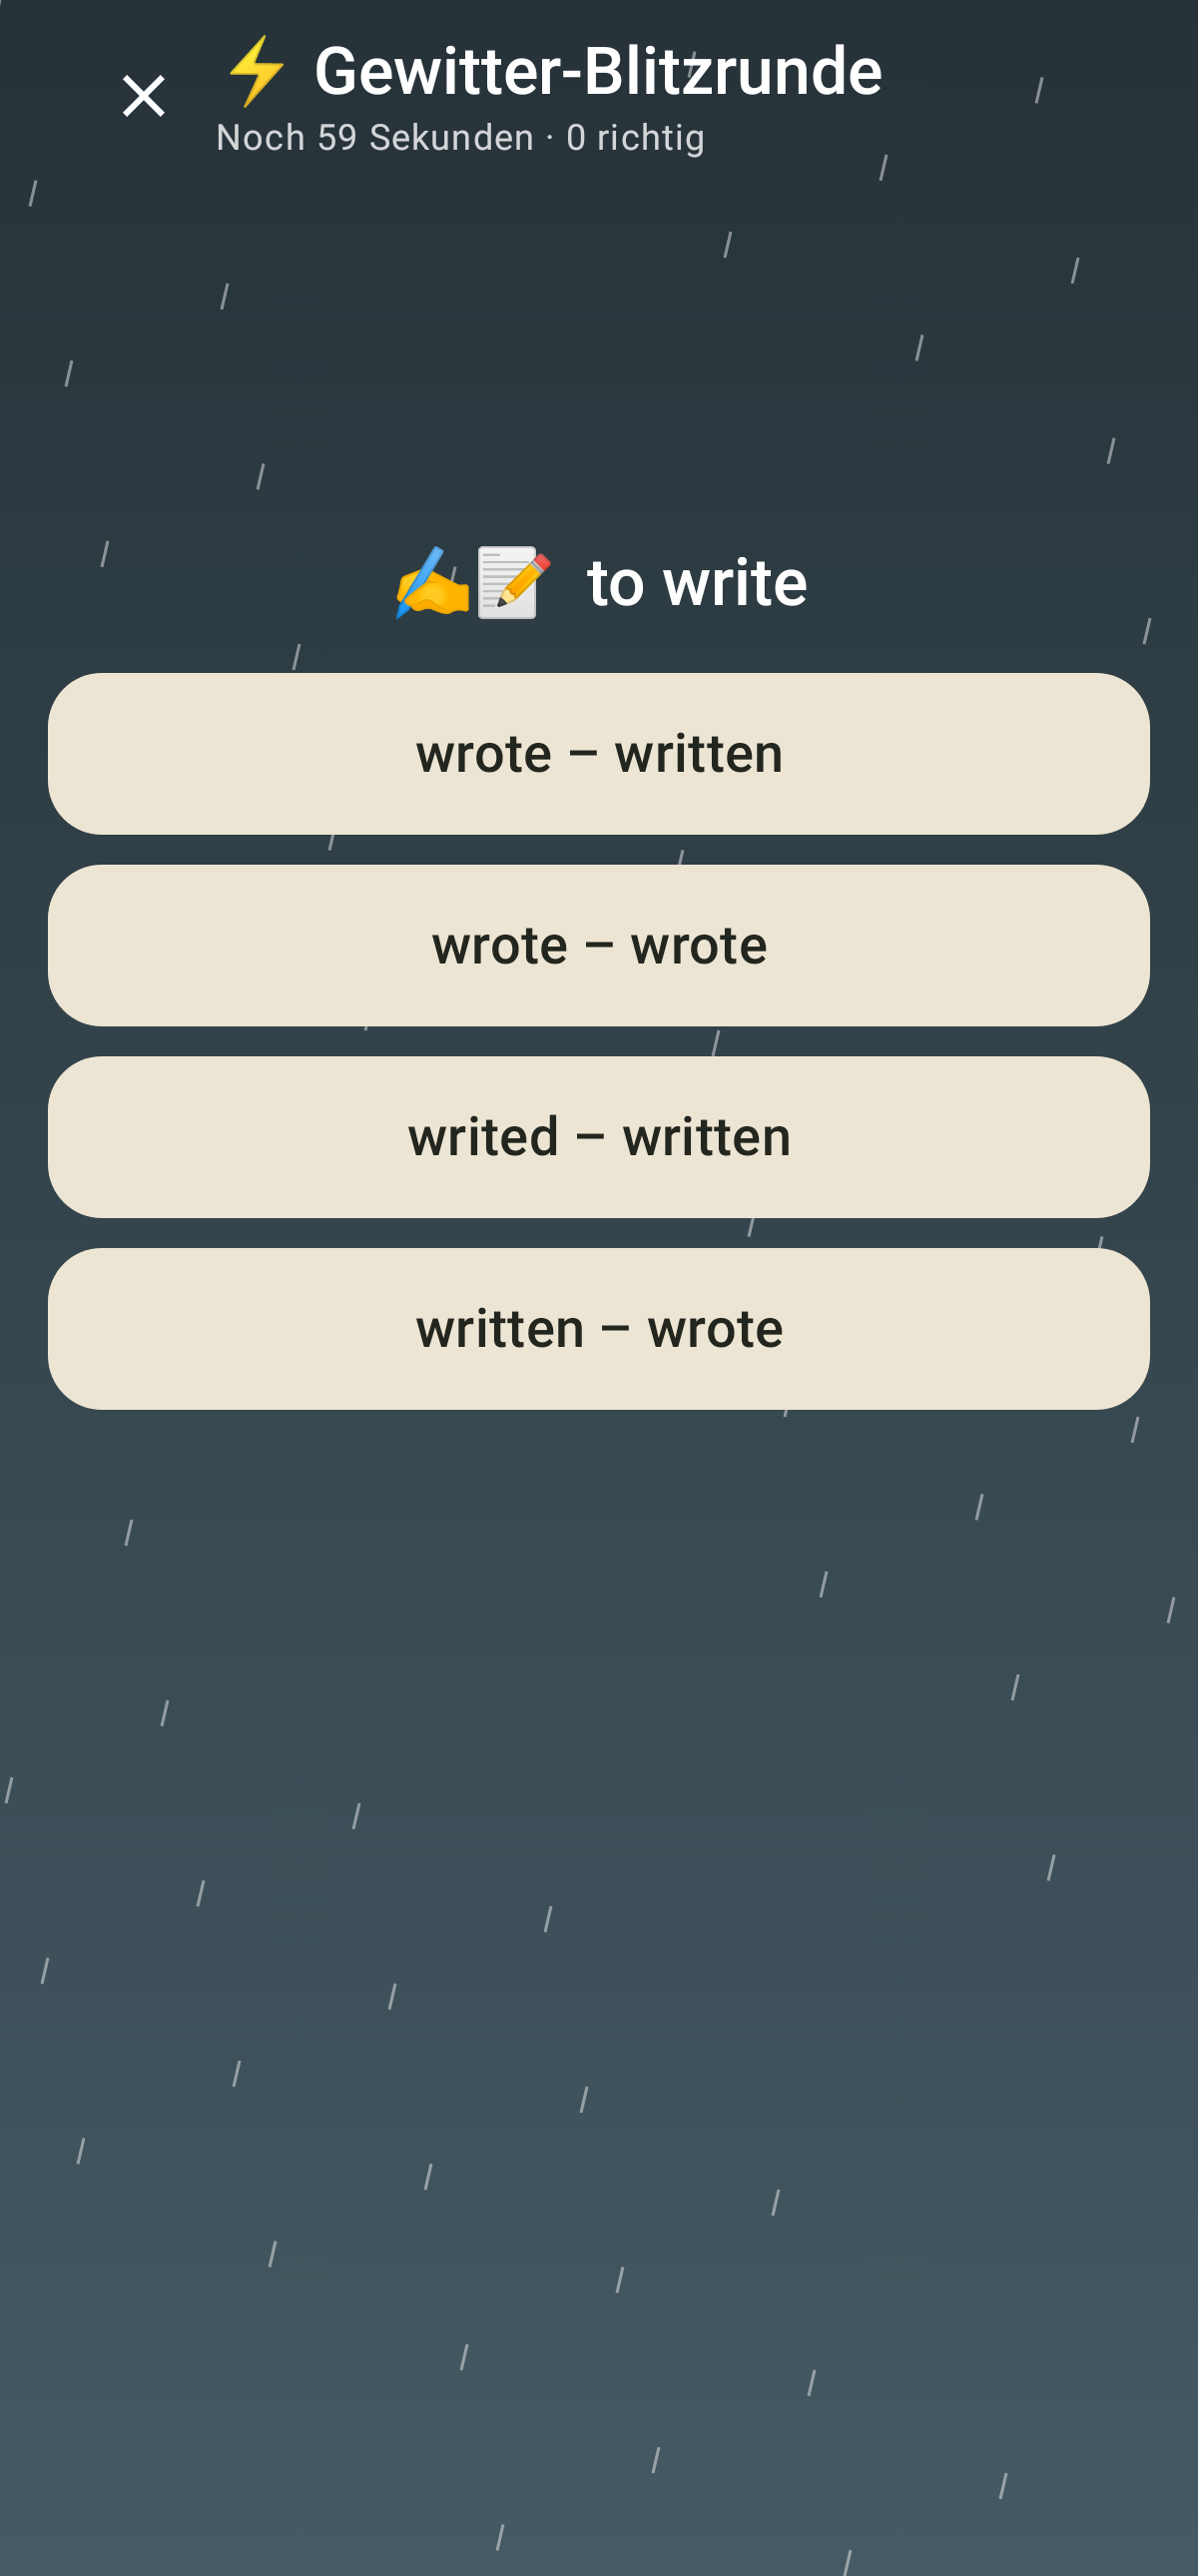 ⚡ Gewitter-Blitzrunde
Noch 59 Sekunden · 0 richtig
✍📝 to write
wrote – written
wrote – wrote
writed – written
written – wrote